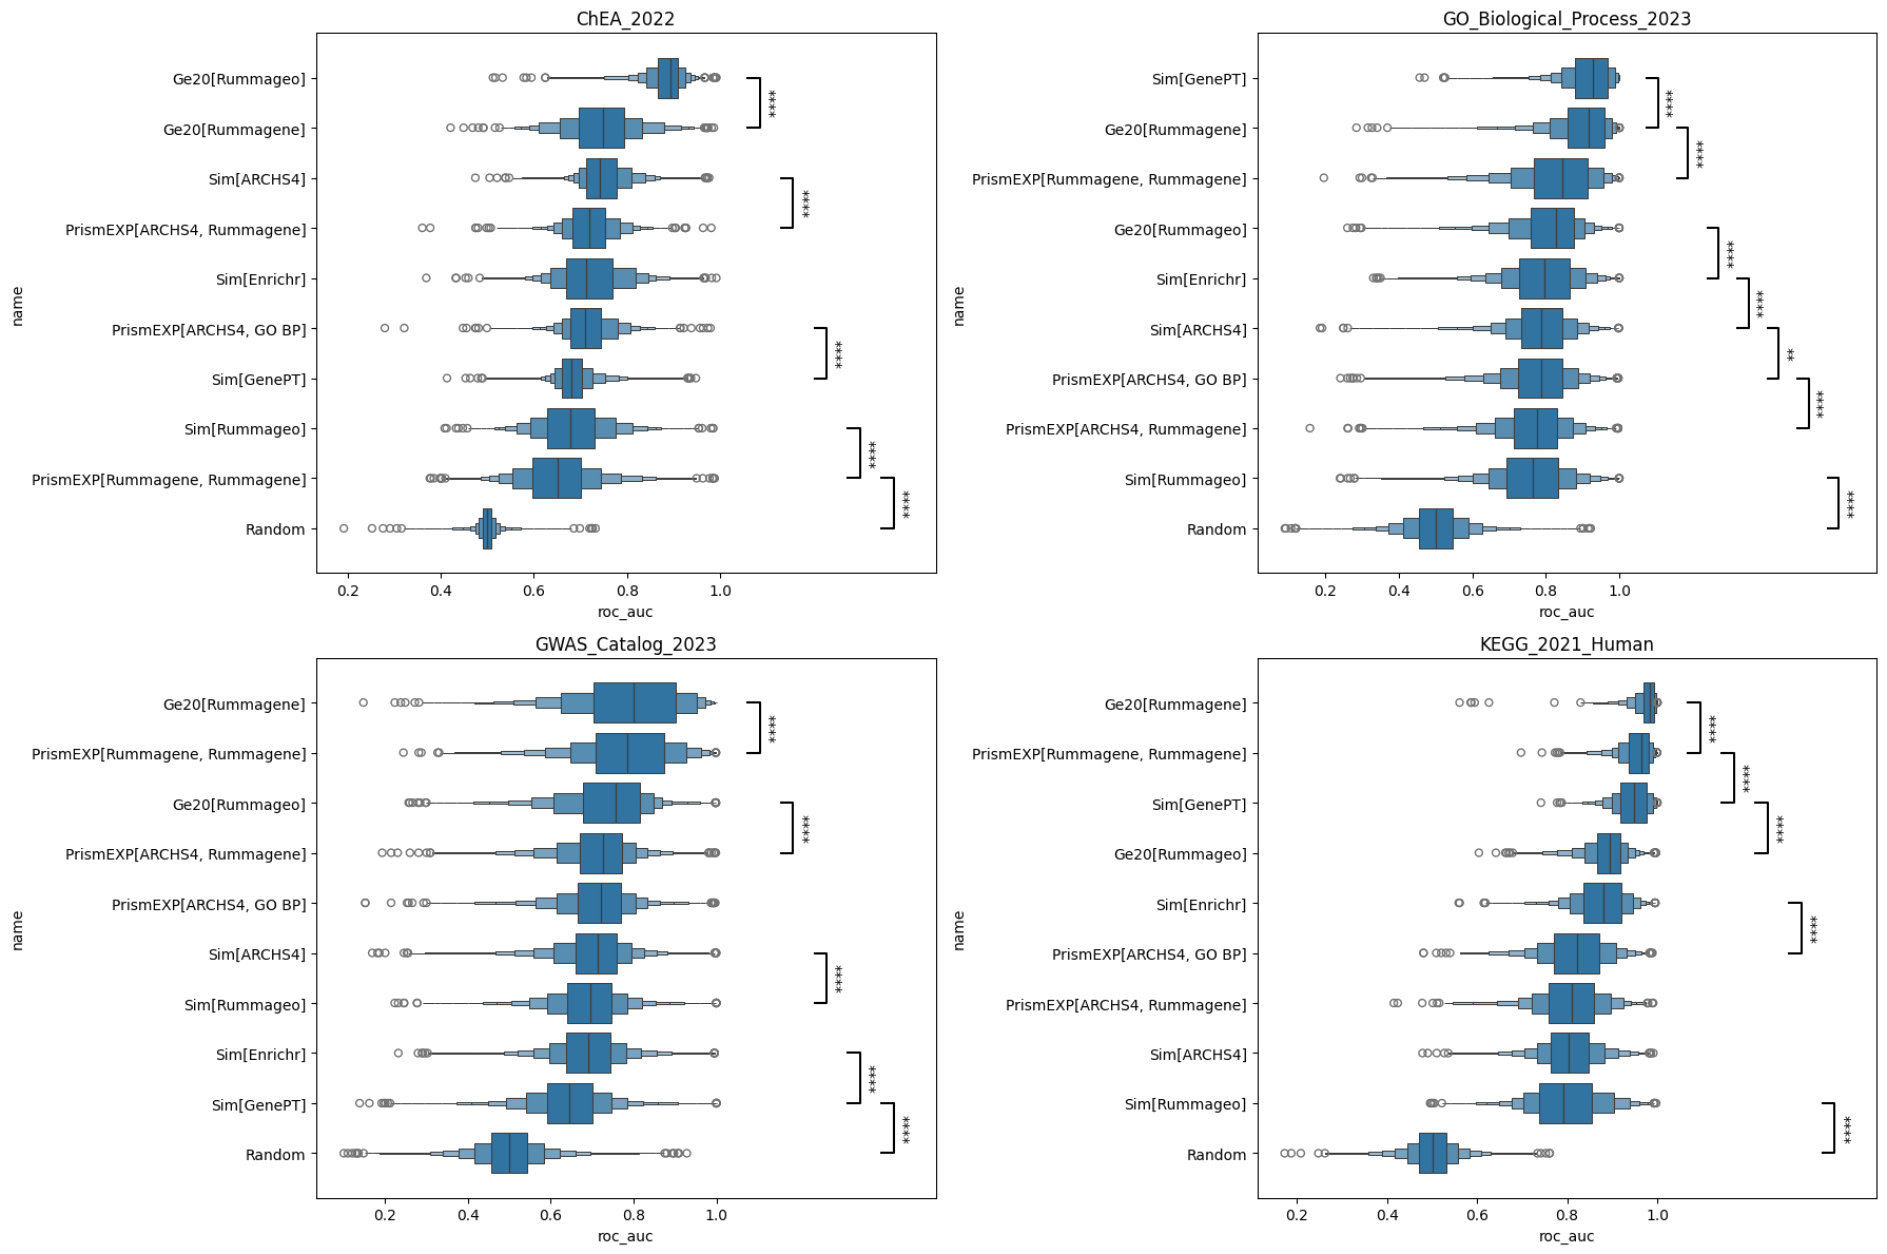 ChEA_2022
name
Ge20[Rummageo]
Ge20[Rummagene]
Sim[ARCHS4]
PrismEXP[ARCHS4, Rummagene]
Sim[Enrichr]
PrismEXP[ARCHS4, GO BP]
Sim[GenePT]
Sim[Rummageo]
PrismEXP[Rummagene, Rummagene]
Random
****
****
****
****
****
0.2 0.4 0.6 0.8 1.0
roc_auc
GO_Biological_Process_2023
name
Sim[GenePT]
Ge20[Rummagene]
PrismEXP[Rummagene, Rummagene]
Ge20[Rummageo]
Sim[Enrichr]
Sim[ARCHS4]
PrismEXP[ARCHS4, GO BP]
PrismEXP[ARCHS4, Rummagene]
Sim[Rummageo]
Random
****
****
****
****
**
****
****
0.2 0.4 0.6 0.8 1.0
roc_auc
GWAS_Catalog_2023
name
Ge20[Rummagene]
PrismEXP[Rummagene, Rummagene]
Ge20[Rummageo]
PrismEXP[ARCHS4, Rummagene]
PrismEXP[ARCHS4, GO BP]
Sim[ARCHS4]
Sim[Rummageo]
Sim[Enrichr]
Sim[GenePT]
Random
****
****
****
****
****
0.2 0.4 0.6 0.8 1.0
roc_auc
KEGG_2021_Human
name
Ge20[Rummagene]
PrismEXP[Rummagene, Rummagene]
Sim[GenePT]
Ge20[Rummageo]
Sim[Enrichr]
PrismEXP[ARCHS4, GO BP]
PrismEXP[ARCHS4, Rummagene]
Sim[ARCHS4]
Sim[Rummageo]
Random
****
****
****
****
****
0.2 0.4 0.6 0.8 1.0
roc_auc